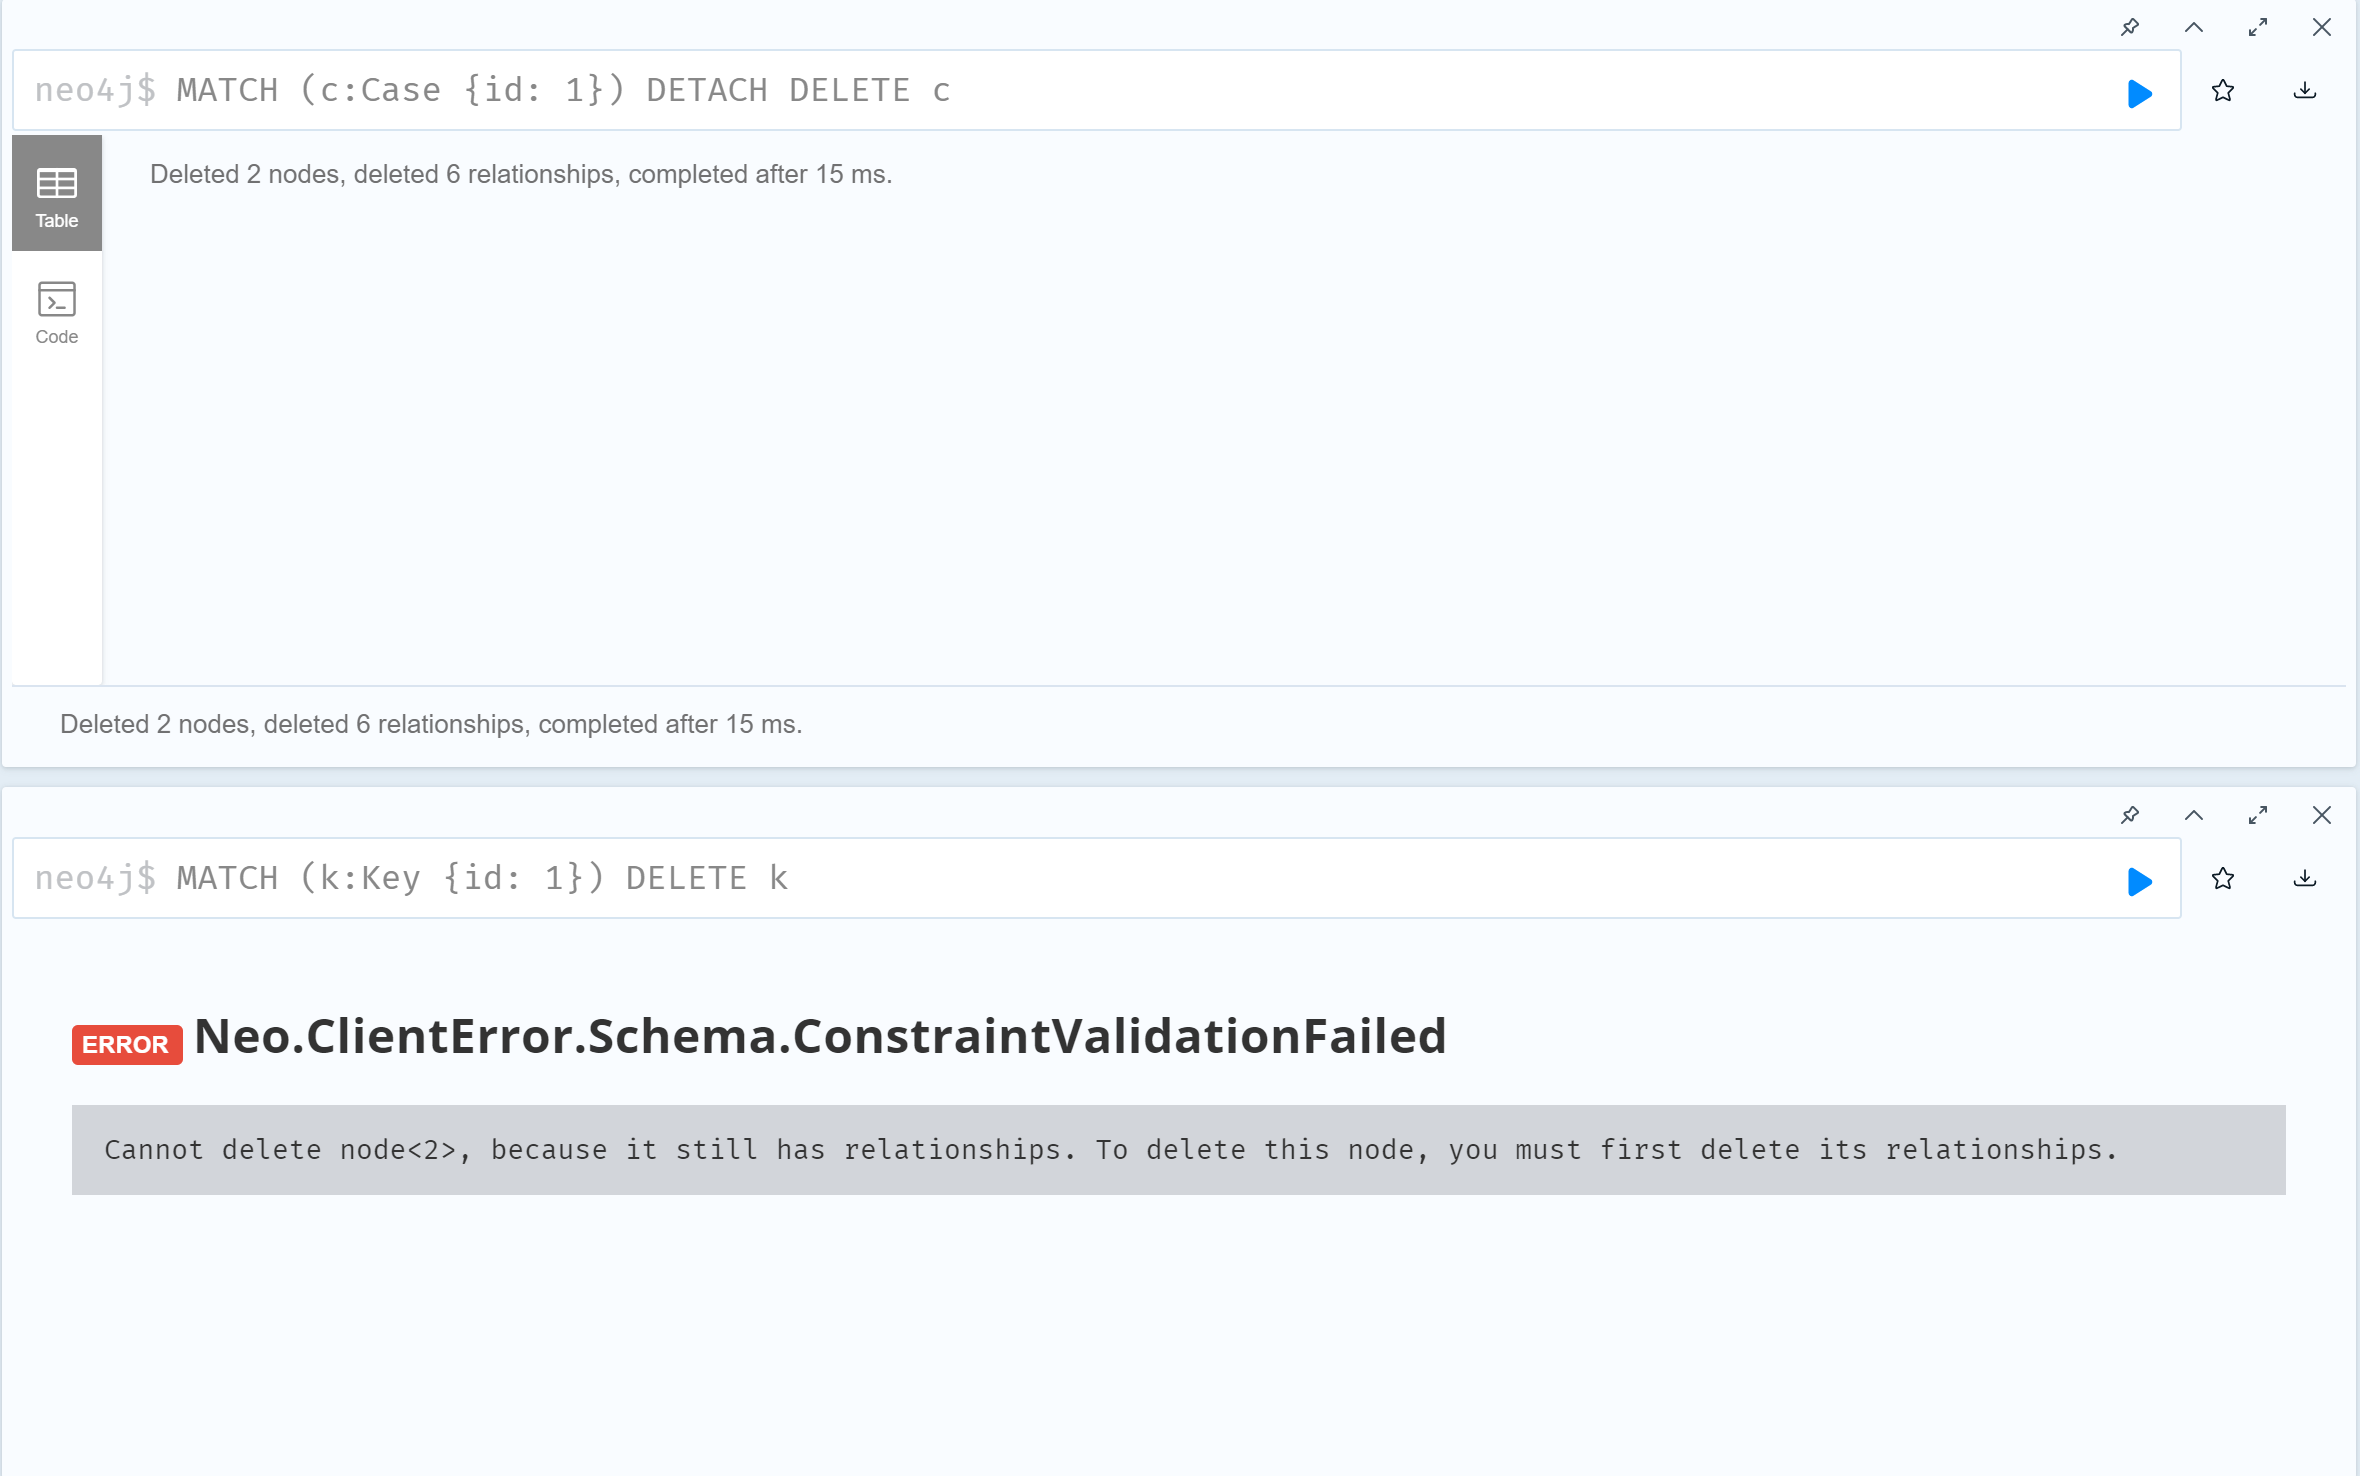 neo4j$ MATCH (c:Case {id: 1}) DETACH DELETE c
Table
Deleted 2 nodes, deleted 6 relationships, completed after 15 ms.
Code
Deleted 2 nodes, deleted 6 relationships, completed after 15 ms.
neo4j$ MATCH (k:Key {id: 1}) DELETE k
ERROR Neo.ClientError.Schema.ConstraintValidationFailed
Cannot delete node<2>, because it still has relationships. To delete this node, you must first delete its relationships.